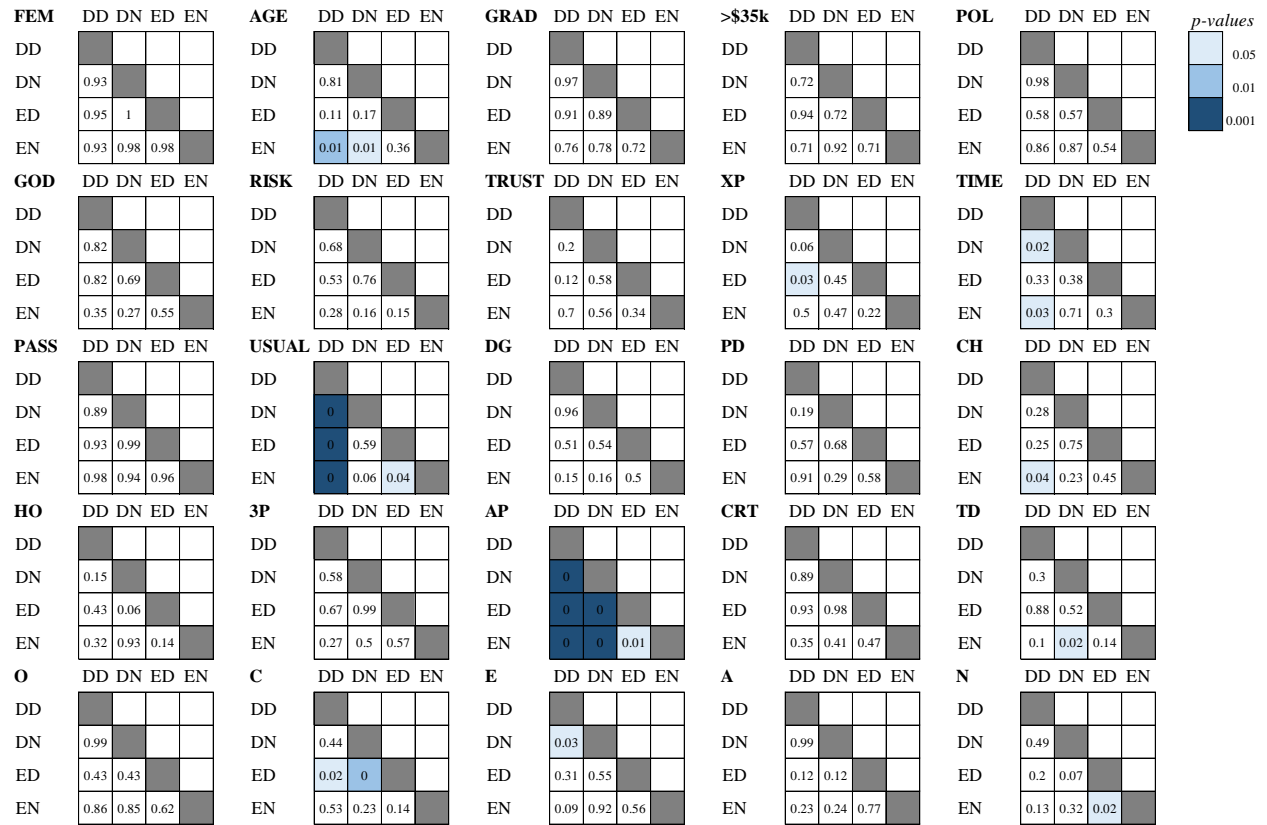 FEM DD DN ED EN AGE DD DN ED EN GRAD DD DN ED EN >$35k DD DN ED EN POL DD DN ED EN p-values
DD DD DD DD DD 0.05
DN 0.93 DN 0.81 DN 0.97 DN 0.72 DN 0.98 0.01
ED 0.95 1 ED 0.11 0.17 ED 0.91 0.89 ED 0.94 0.72 ED 0.58 0.57 0.001
EN 0.93 0.98 0.98 EN 0.01 0.01 0.36 EN 0.76 0.78 0.72 EN 0.71 0.92 0.71 EN 0.86 0.87 0.54
GOD DD DN ED EN RISK DD DN ED EN TRUST DD DN ED EN XP DD DN ED EN TIME DD DN ED EN
DD DD DD DD DD
DN 0.82 DN 0.68 DN 0.2 DN 0.06 DN 0.02
ED 0.82 0.69 ED 0.53 0.76 ED 0.12 0.58 ED 0.03 0.45 ED 0.33 0.38
EN 0.35 0.27 0.55 EN 0.28 0.16 0.15 EN 0.7 0.56 0.34 EN 0.5 0.47 0.22 EN 0.03 0.71 0.3
PASS DD DN ED EN USUAL DD DN ED EN DG DD DN ED EN PD DD DN ED EN CH DD DN ED EN
DD DD DD DD DD
DN 0.89 DN 0 DN 0.96 DN 0.19 DN 0.28
ED 0.93 0.99 ED 0 0.59 ED 0.51 0.54 ED 0.57 0.68 ED 0.25 0.75
EN 0.98 0.94 0.96 EN 0 0.06 0.04 EN 0.15 0.16 0.5 EN 0.91 0.29 0.58 EN 0.04 0.23 0.45
HO DD DN ED EN 3P DD DN ED EN AP DD DN ED EN CRT DD DN ED EN TD DD DN ED EN
DD DD DD DD DD
DN 0.15 DN 0.58 DN 0 DN 0.89 DN 0.3
ED 0.43 0.06 ED 0.67 0.99 ED 0 0 ED 0.93 0.98 ED 0.88 0.52
EN 0.32 0.93 0.14 EN 0.27 0.5 0.57 EN 0 0 0.01 EN 0.35 0.41 0.47 EN 0.1 0.02 0.14
O DD DN ED EN C DD DN ED EN E DD DN ED EN A DD DN ED EN N DD DN ED EN
DD DD DD DD DD
DN 0.99 DN 0.44 DN 0.03 DN 0.99 DN 0.49
ED 0.43 0.43 ED 0.02 0 ED 0.31 0.55 ED 0.12 0.12 ED 0.2 0.07
EN 0.86 0.85 0.62 EN 0.53 0.23 0.14 EN 0.09 0.92 0.56 EN 0.23 0.24 0.77 EN 0.13 0.32 0.02